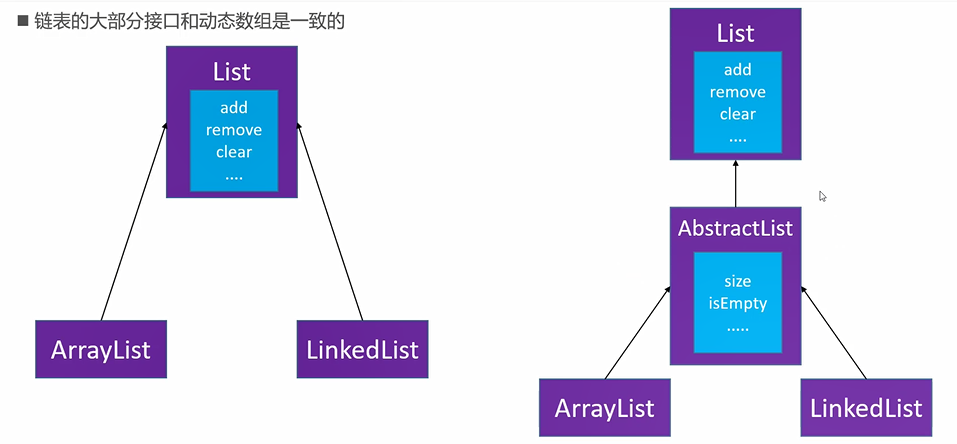 ■ 链表的大部分接口和动态数组是一致的
List
add
remove
clear
....
ArrayList
LinkedList
List
add
remove
clear
....
AbstractList
size
isEmpty
.....
ArrayList
LinkedList